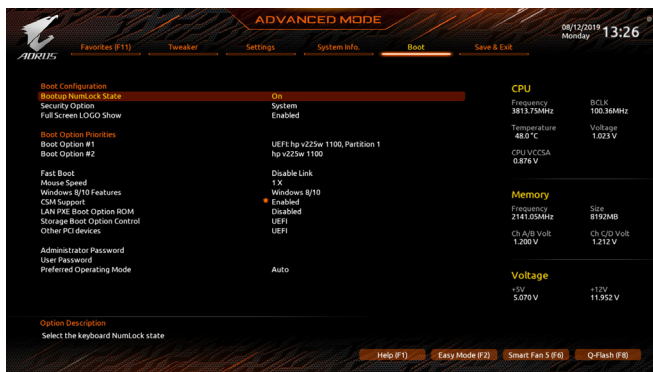 ADVANCED MODE
08/12/2019 Monday 13:26
AORUS
Favorites (F11) Tweaker Settings System Info. Boot Save & Exit
Boot Configuration
Bootup NumLock State On
Security Option System
Full Screen LOGO Show Enabled
Boot Option Priorities
Boot Option #1 UEFI: hp v225w 1100, Partition 1
Boot Option #2 hp v225w 1100
Fast Boot Disable Link
Mouse Speed 1 X
Windows 8/10 Features Windows 8/10
CSM Support * Enabled
LAN PXE Boot Option ROM Disabled
Storage Boot Option Control UEFI
Other PCI devices UEFI
Administrator Password
User Password
Preferred Operating Mode Auto
CPU
Frequency BCLK
3813.75MHz 100.36MHz
Temperature Voltage
48.0 °C 1.023 V
CPU VCCSA
0.876 V
Memory
Frequency Size
2141.05MHz 8192MB
Ch A/B Volt Ch C/D Volt
1.200 V 1.212 V
Voltage
+5V +12V
5.070 V 11.952 V
Option Description
Select the keyboard NumLock state
Help (F1) Easy Mode (F2) Smart Fan 5 (F6) Q-Flash (F8)